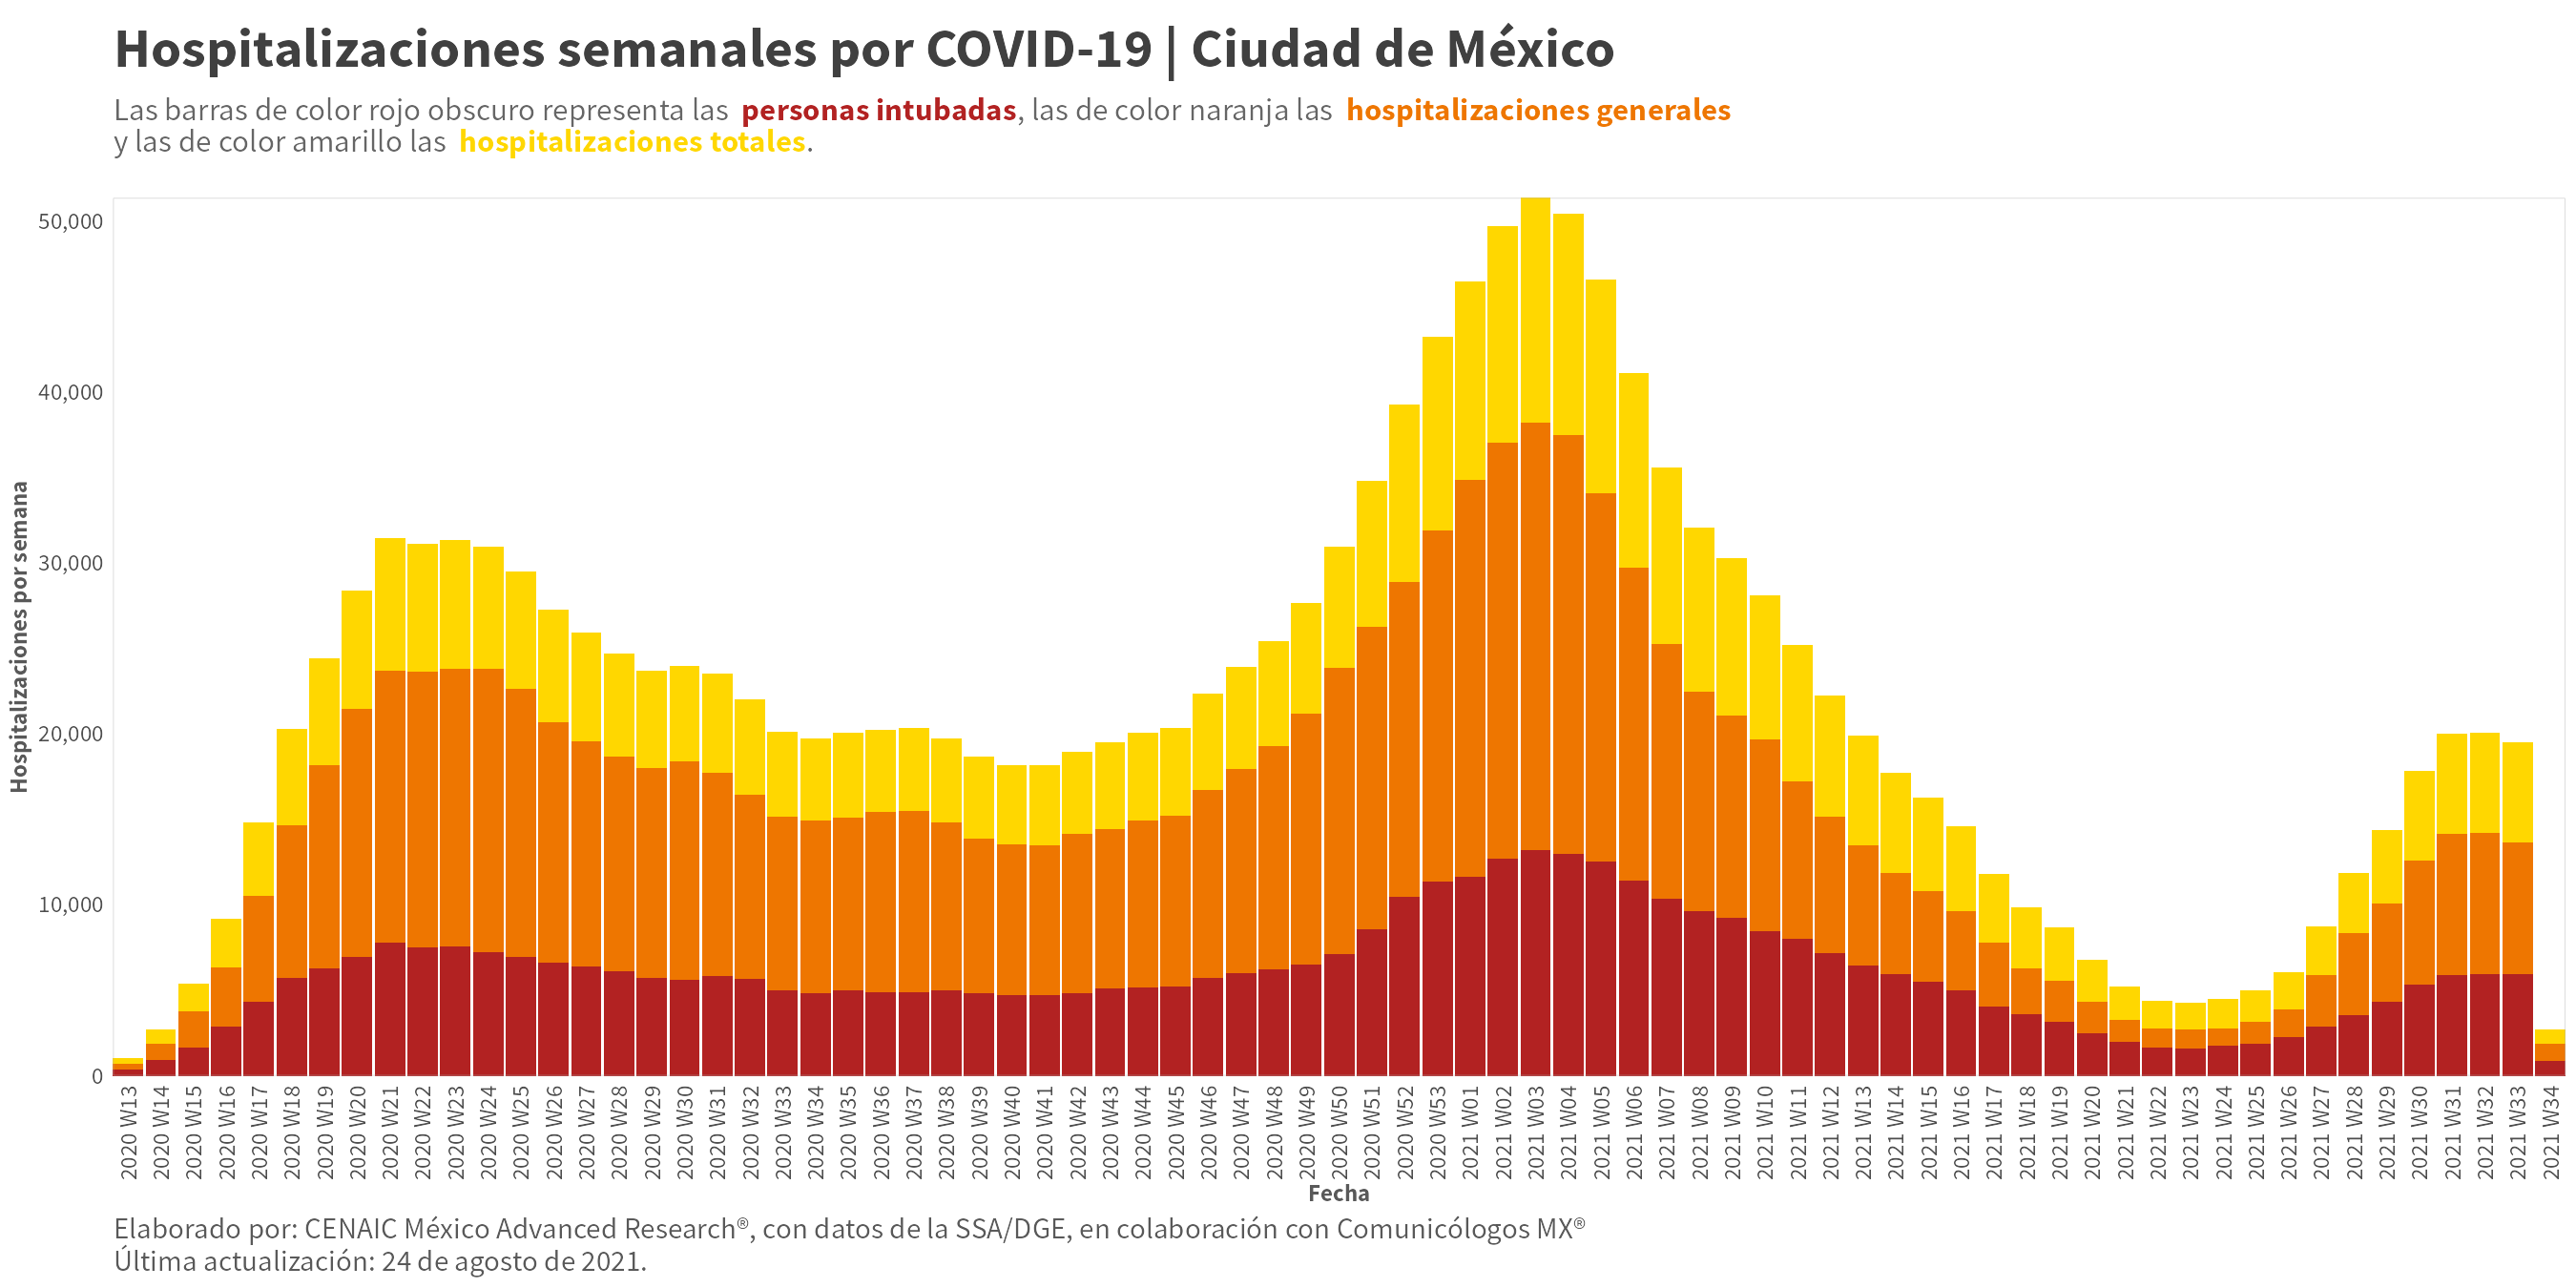 Hospitalizaciones semanales por COVID-19 | Ciudad de México
Las barras de color rojo obscuro representa las personas intubadas, las de color naranja las hospitalizaciones generales
y las de color amarillo las hospitalizaciones totales.
Hospitalizaciones por semana
50,000
40,000
30,000
20,000
10,000
0
2020 W13
2020 W14
2020 W15
2020 W16
2020 W17
2020 W18
2020 W19
2020 W20
2020 W21
2020 W22
2020 W23
2020 W24
2020 W25
2020 W26
2020 W27
2020 W28
2020 W29
2020 W30
2020 W31
2020 W32
2020 W33
2020 W34
2020 W35
2020 W36
2020 W37
2020 W38
2020 W39
2020 W40
2020 W41
2020 W42
2020 W43
2020 W44
2020 W45
2020 W46
2020 W47
2020 W48
2020 W49
2020 W50
2020 W51
2020 W52
2020 W53
2021 W01
2021 W02
2021 W03
2021 W04
2021 W05
2021 W06
2021 W07
2021 W08
2021 W09
2021 W10
2021 W11
2021 W12
2021 W13
2021 W14
2021 W15
2021 W16
2021 W17
2021 W18
2021 W19
2021 W20
2021 W21
2021 W22
2021 W23
2021 W24
2021 W25
2021 W26
2021 W27
2021 W28
2021 W29
2021 W30
2021 W31
2021 W32
2021 W33
2021 W34
Fecha
Elaborado por: CENAIC México Advanced Research®, con datos de la SSA/DGE, en colaboración con Comunicólogos MX®
Última actualización: 24 de agosto de 2021.